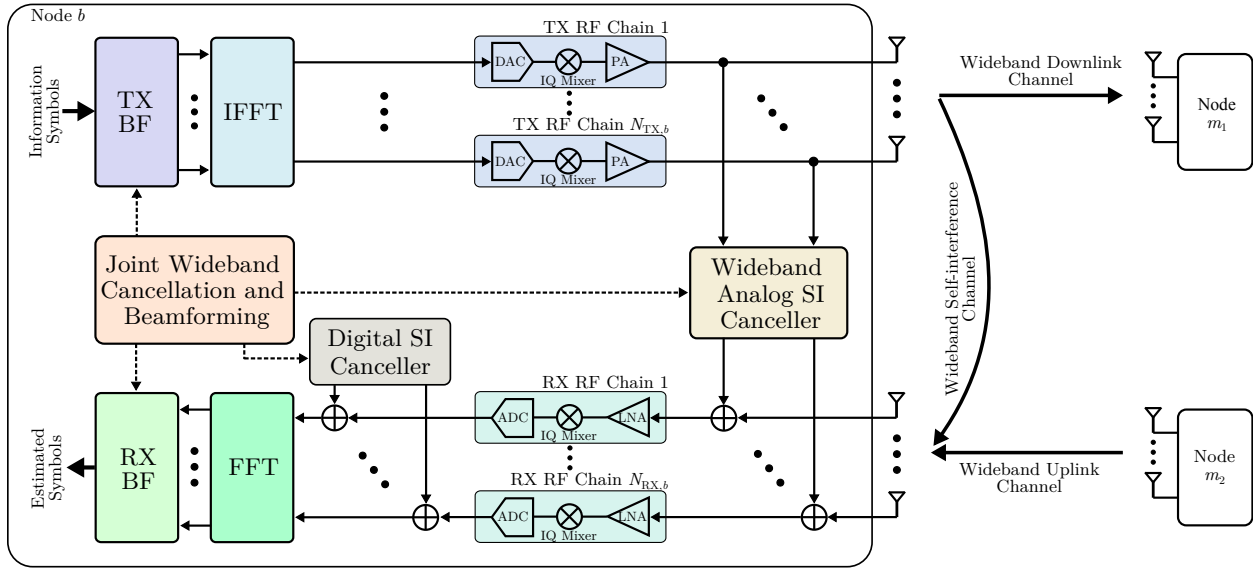 Node b
TX RF Chain 1
DAC
IQ Mixer
PA
Information
Symbols
TX
BF
IFFT
TX RF Chain N_TX,b
DAC
IQ Mixer
PA
Wideband Downlink
Channel
Node
m₁
Joint Wideband
Cancellation and
Beamforming
Wideband
Analog SI
Canceller
Wideband Self-interference
Channel
Digital SI
Canceller
RX RF Chain 1
ADC
IQ Mixer
LNA
Estimated
Symbols
RX
BF
FFT
RX RF Chain N_RX,b
ADC
IQ Mixer
LNA
Wideband Uplink
Channel
Node
m₂